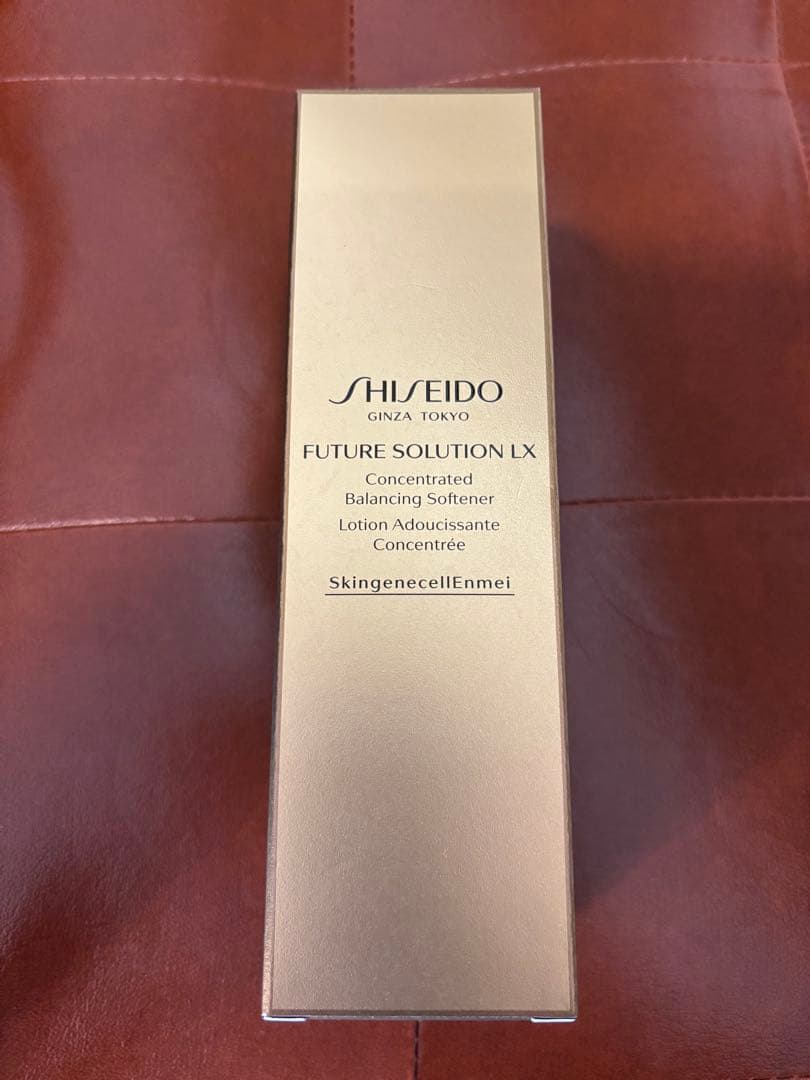 SHISEIDO
GINZA TOKYO
FUTURE SOLUTION LX
Concentrated
Balancing Softener
Lotion Adoucissante
Concentrée
SkingenecellEnmei